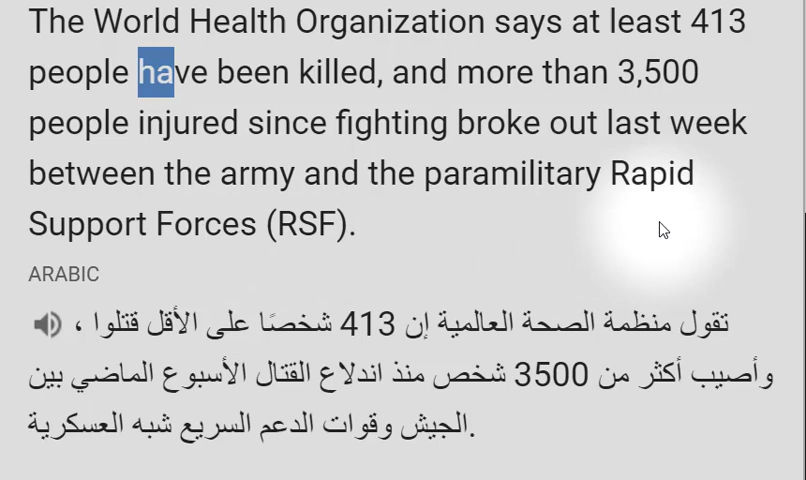 The World Health Organization says at least 413
people have been killed, and more than 3,500
people injured since fighting broke out last week
between the army and the paramilitary Rapid
Support Forces (RSF).
ARABIC
تقول منظمة الصحة العالمية إن 413 شخصًا على الأقل قتلوا ،
وأصيب أكثر من 3500 شخص منذ اندلاع القتال الأسبوع الماضي بين
الجيش وقوات الدعم السريع شبه العسكرية.